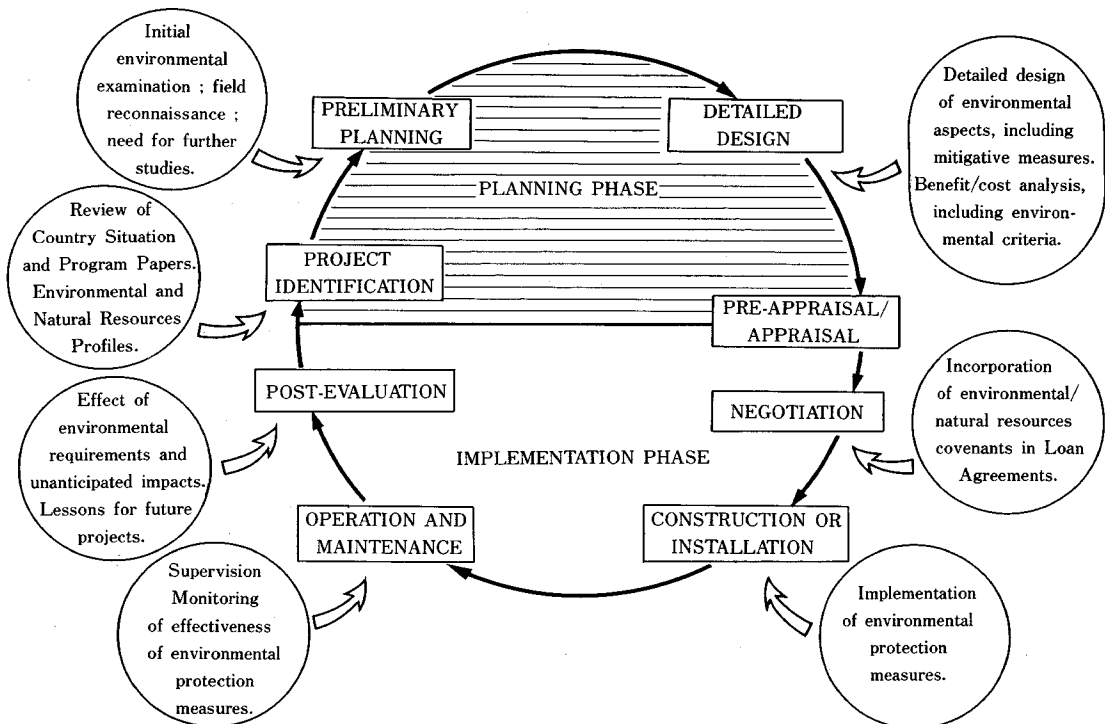 Initial
environmental
examination ; field
reconnaissance ;
need for further
studies.
PRELIMINARY
PLANNING
DETAILED
DESIGN
Detailed design
of environmental
aspects, including
mitigative measures.
Benefit/cost analysis,
including environ-
mental criteria.
PLANNING PHASE
Review of
Country Situation
and Program Papers.
Environmental and
Natural Resources
Profiles.
PROJECT
IDENTIFICATION
PRE-APPRAISAL/
APPRAISAL
Effect of
environmental
requirements and
unanticipated impacts.
Lessons for future
projects.
POST-EVALUATION
NEGOTIATION
Incorporation
of environmental/
natural resources
covenants in Loan
Agreements.
IMPLEMENTATION PHASE
OPERATION AND
MAINTENANCE
CONSTRUCTION OR
INSTALLATION
Supervision
Monitoring
of effectiveness
of environmental
protection
measures.
Implementation
of environmental
protection
measures.